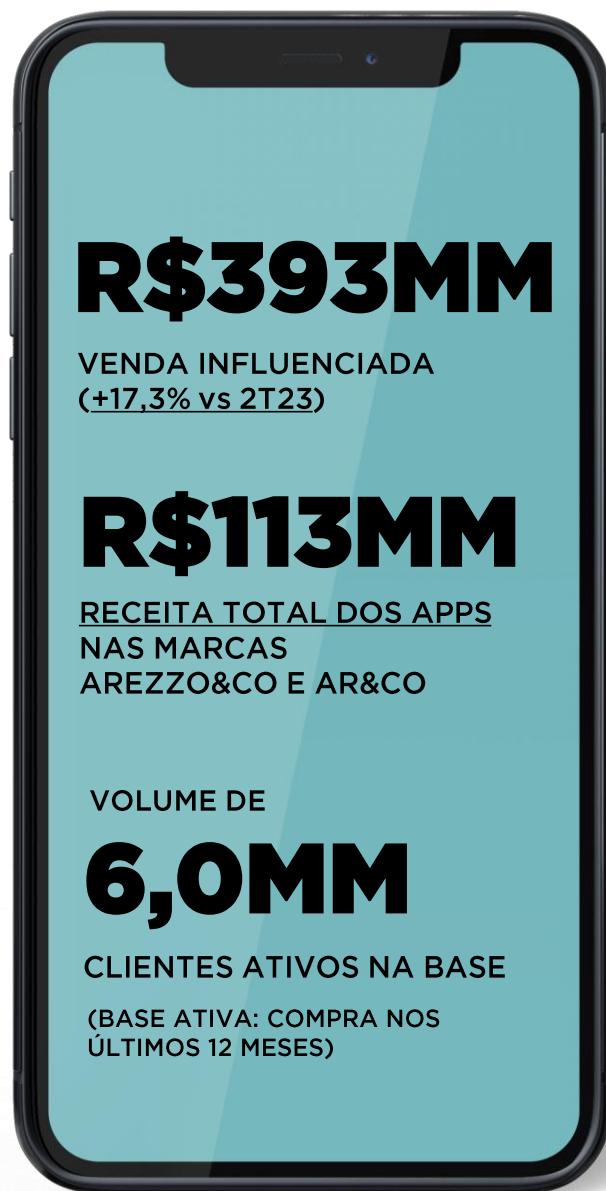 R$393MM
VENDA INFLUENCIADA
(+17,3% vs 2T23)
R$113MM
RECEITA TOTAL DOS APPS
NAS MARCAS
AREZZO&CO E AR&CO
VOLUME DE
6,0MM
CLIENTES ATIVOS NA BASE
(BASE ATIVA: COMPRA NOS
ÚLTIMOS 12 MESES)